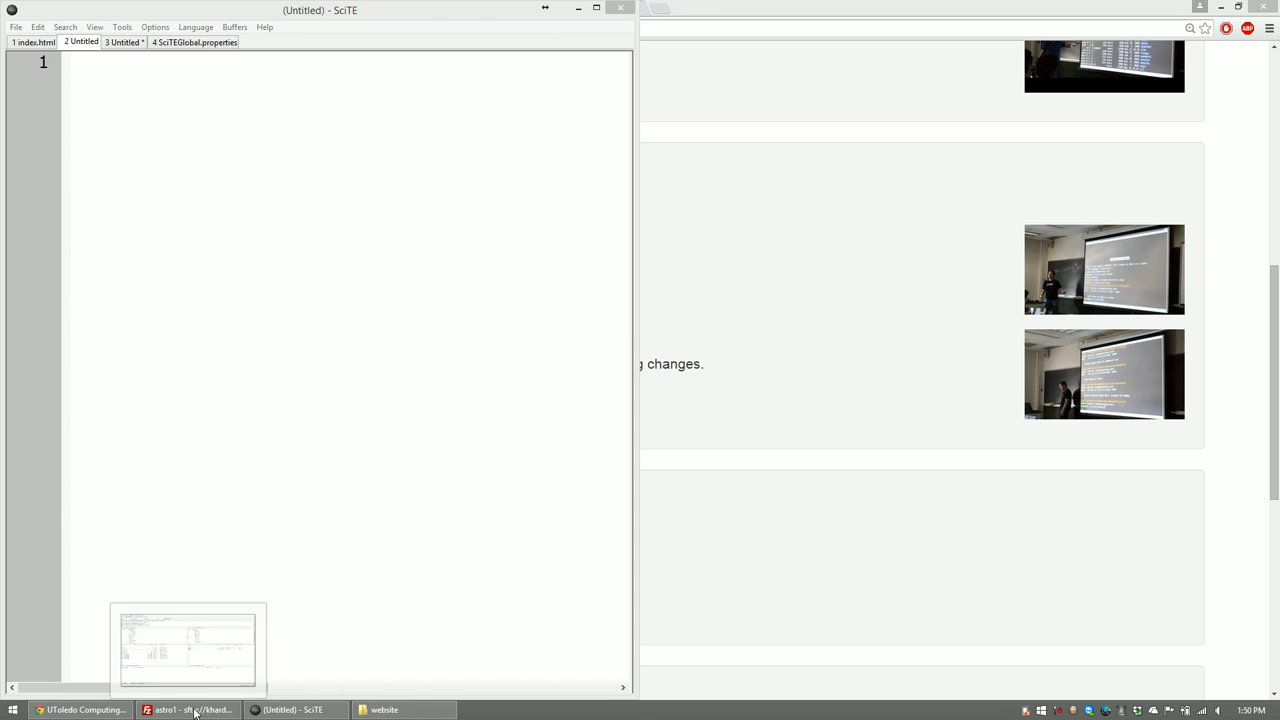 (Untitled) - SciTE
File Edit Search View Tools Options Language Buffers Help
1 index.html 2 Untitled 3 Untitled * 4 SciTEGlobal.properties
1
g changes.
ABP
UToledo Computing... astro1 - sftp://khard... (Untitled) - SciTE website 1:50 PM